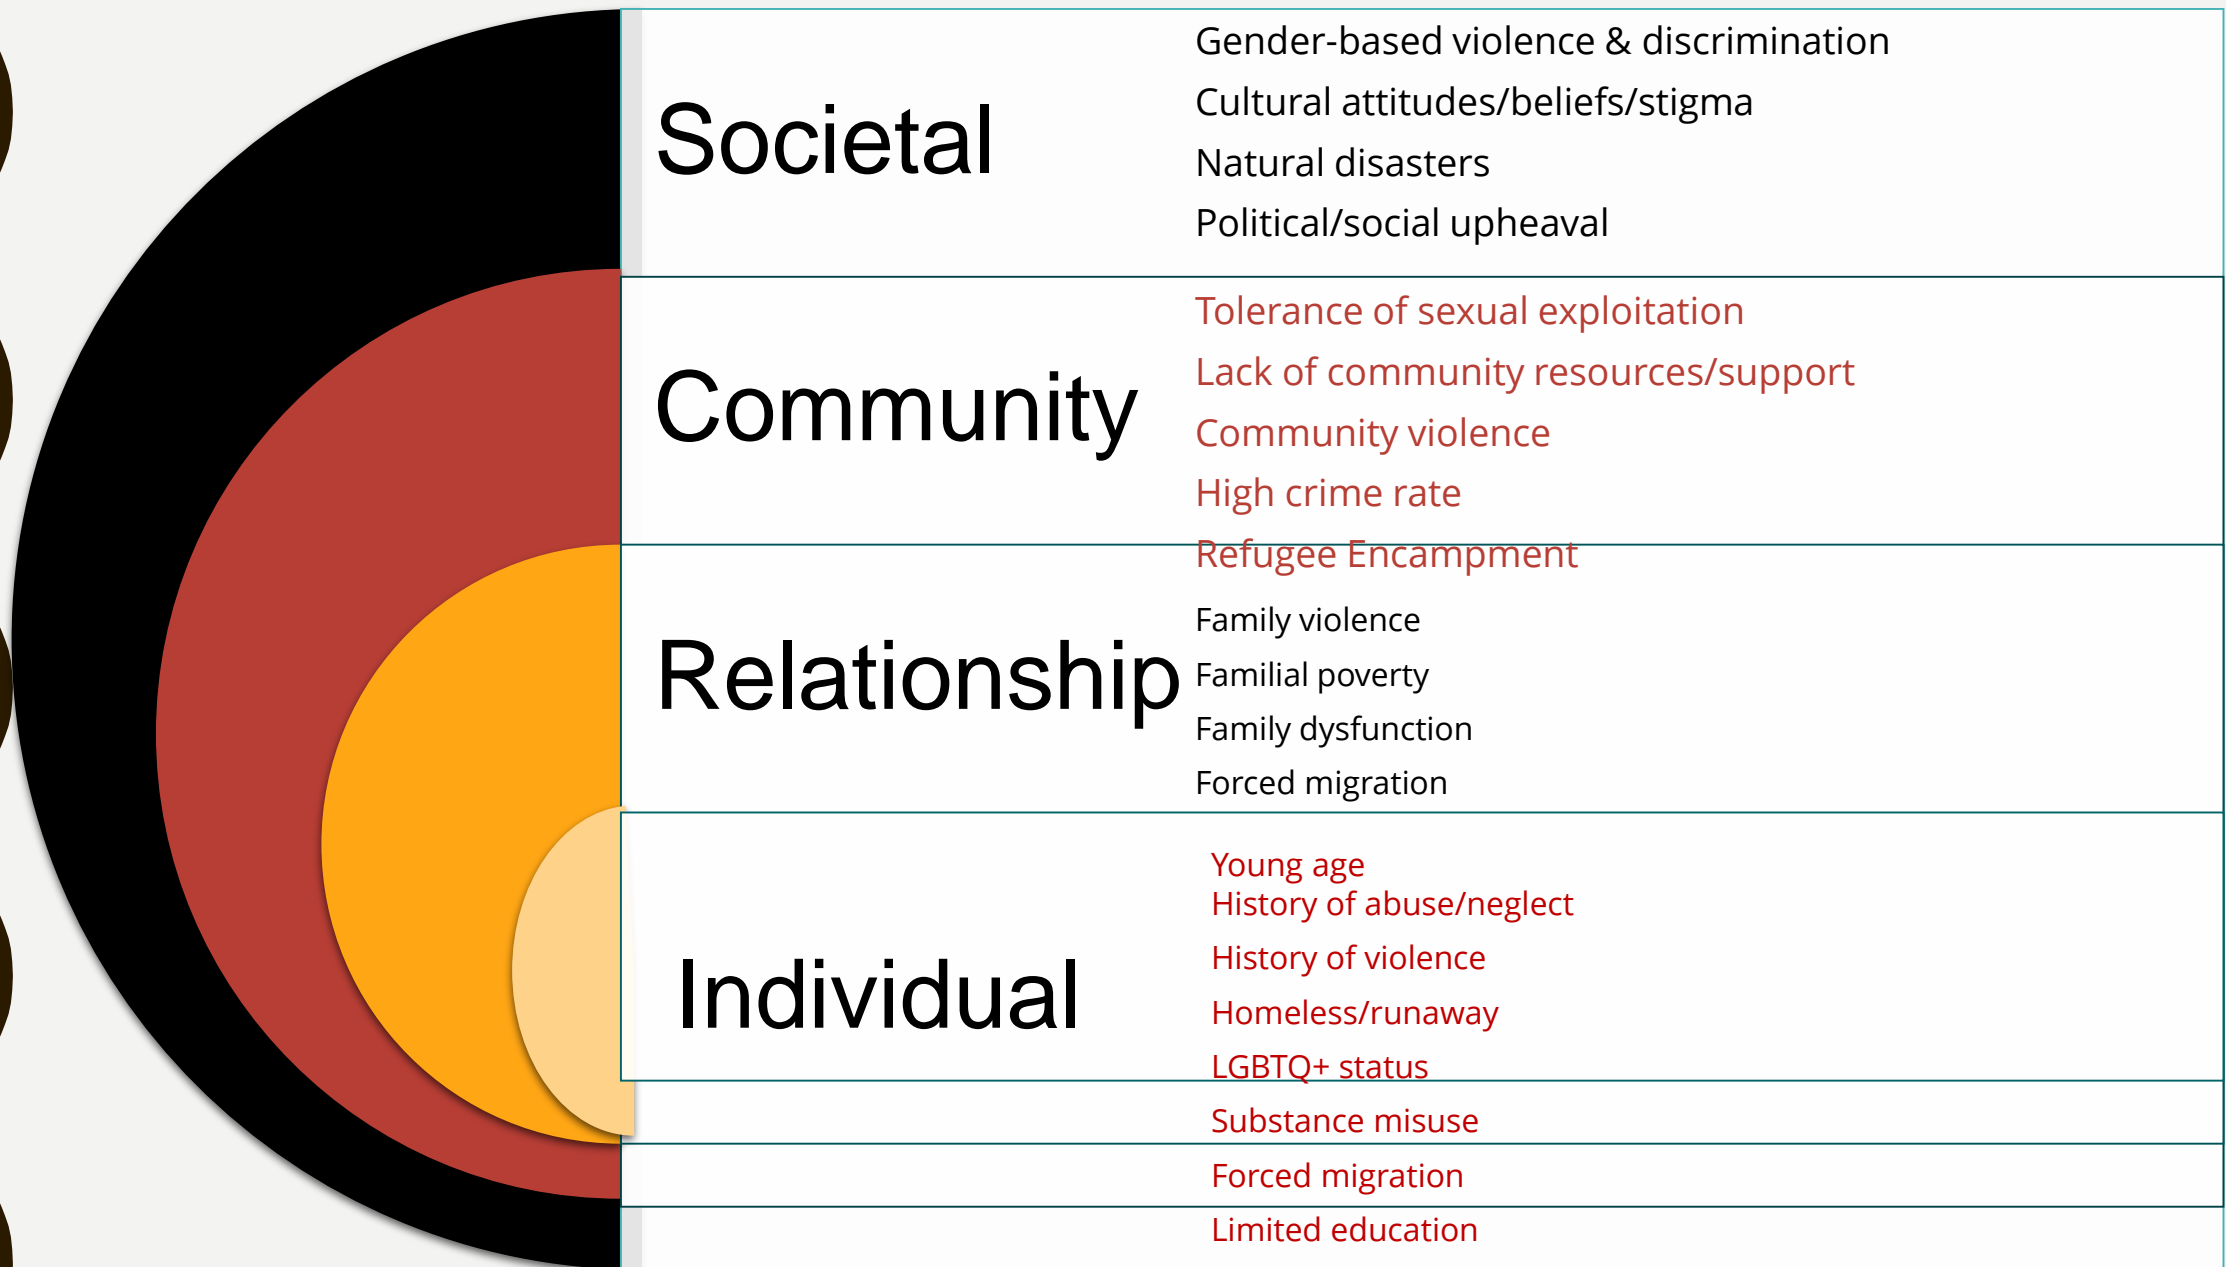 Societal
Gender-based violence & discrimination
Cultural attitudes/beliefs/stigma
Natural disasters
Political/social upheaval
Community
Tolerance of sexual exploitation
Lack of community resources/support
Community violence
High crime rate
Refugee Encampment
Relationship
Family violence
Familial poverty
Family dysfunction
Forced migration
Individual
Young age
History of abuse/neglect
History of violence
Homeless/runaway
LGBTQ+ status
Substance misuse
Forced migration
Limited education